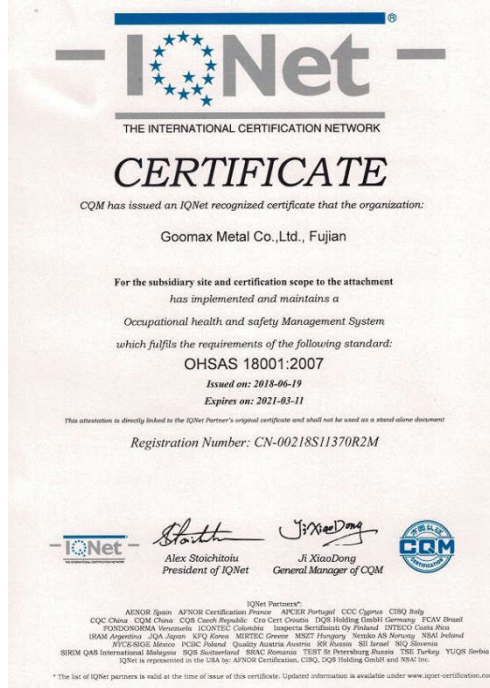 IQNet ®
THE INTERNATIONAL CERTIFICATION NETWORK
CERTIFICATE
CQM has issued an IQNet recognized certificate that the organization:
Goomax Metal Co.,Ltd., Fujian
For the subsidiary site and certification scope to the attachment
has implemented and maintains a
Occupational health and safety Management System
which fulfils the requirements of the following standard:
OHSAS 18001:2007
Issued on: 2018-06-19
Expires on: 2021-03-11
This attestation is directly linked to the IQNet Partner's original certificate and shall not be used as a stand-alone document
Registration Number: CN-00218S11370R2M
IQNet
Alex Stoichitoiu
President of IQNet
Ji XiaoDong
Ji XiaoDong
General Manager of CQM
CQM
CERTIFICATION
IQNet Partners*:
AENOR Spain AFNOR Certification France APCER Portugal CCC Cyprus CISQ Italy
CQC China CQM China CQS Czech Republic Cro Cert Croatia DQS Holding GmbH Germany FCAV Brazil
FONDONORMA Venezuela ICONTEC Colombia Inspecta Sertifiointi Oy Finland INTECO Costa Rica
IRAM Argentina JQA Japan KFQ Korea MIRTEC Greece MSZT Hungary Nemko AS Norway NSAI Ireland
NYCE-SIGE México PCBC Poland Quality Austria Austria RR Russia SII Israel SIQ Slovenia
SIRIM QAS International Malaysia SQS Switzerland SRAC Romania TEST St Petersburg Russia TSE Turkey YUQS Serbia
IQNet is represented in the USA by: AFNOR Certification, CISQ, DQS Holding GmbH and NSAI Inc.
* The list of IQNet partners is valid at the time of issue of this certificate. Updated information is available under www.iqnet-certification.com